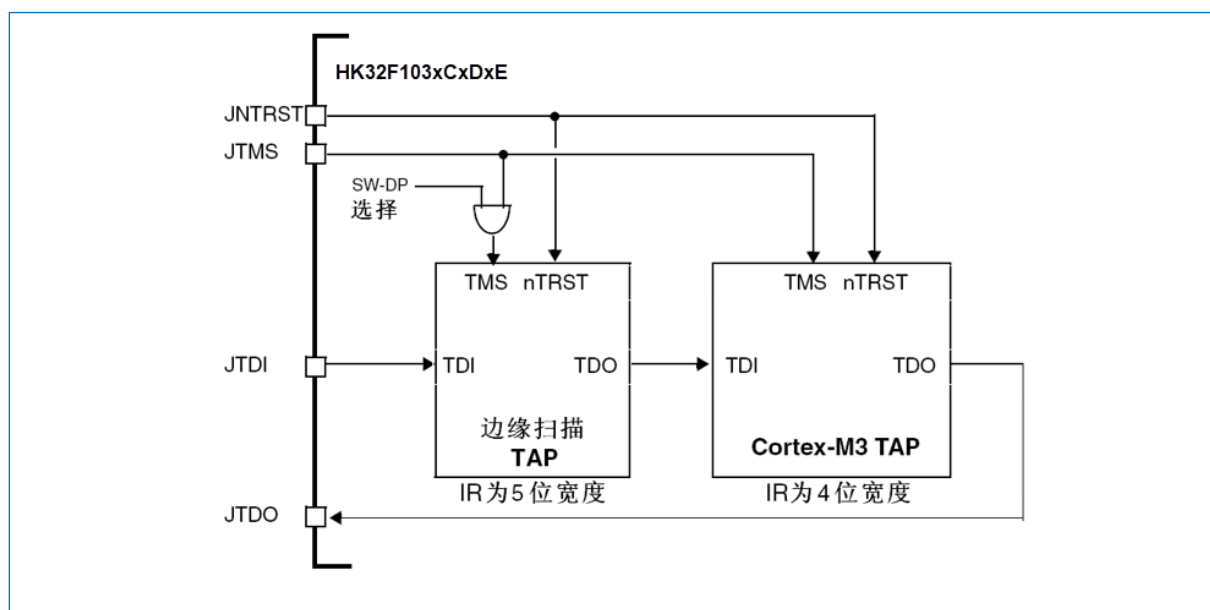 HK32F103xCxDxE
JNTRST
JTMS
SW-DP
选择
TMS nTRST
TMS nTRST
JTDI
TDI
TDO
TDI
TDO
边缘扫描
TAP
Cortex-M3 TAP
IR为5位宽度
IR为4位宽度
JTDO